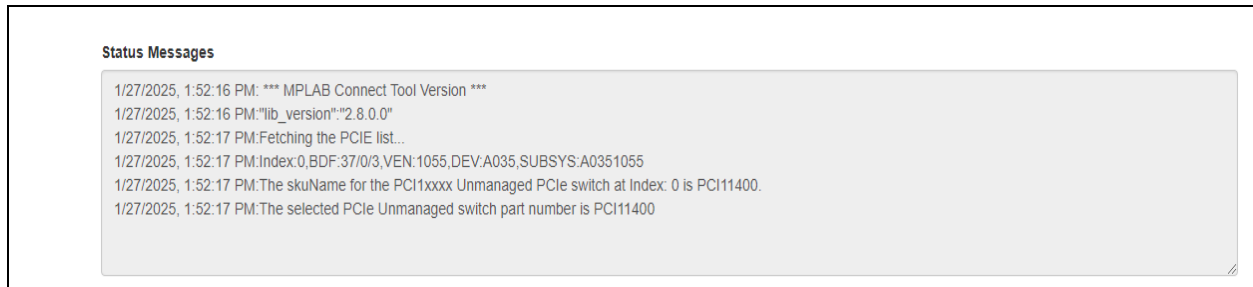 Status Messages
1/27/2025, 1:52:16 PM: *** MPLAB Connect Tool Version ***
1/27/2025, 1:52:16 PM:"lib_version":"2.8.0.0"
1/27/2025, 1:52:17 PM:Fetching the PCIE list...
1/27/2025, 1:52:17 PM:Index:0,BDF:37/0/3,VEN:1055,DEV:A035,SUBSYS:A0351055
1/27/2025, 1:52:17 PM:The skuName for the PCI1xxxx Unmanaged PCIe switch at Index: 0 is PCI11400.
1/27/2025, 1:52:17 PM:The selected PCIe Unmanaged switch part number is PCI11400